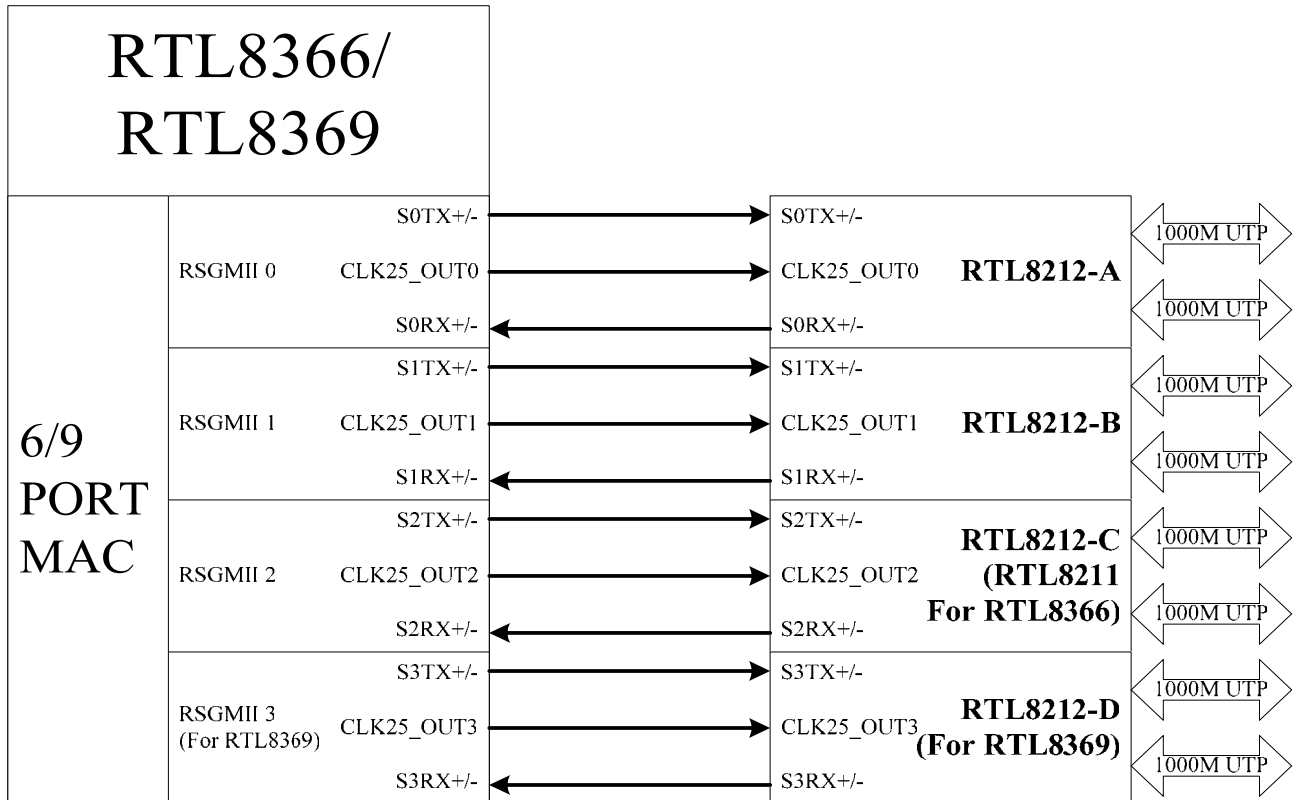 RTL8366/
RTL8369
6/9
PORT
MAC
RSGMII 0
S0TX+/-
CLK25_OUT0
S0RX+/-
S0TX+/-
CLK25_OUT0
S0RX+/-
RTL8212-A
1000M UTP
1000M UTP
RSGMII 1
S1TX+/-
CLK25_OUT1
S1RX+/-
S1TX+/-
CLK25_OUT1
S1RX+/-
RTL8212-B
1000M UTP
1000M UTP
RSGMII 2
S2TX+/-
CLK25_OUT2
S2RX+/-
S2TX+/-
CLK25_OUT2
S2RX+/-
RTL8212-C
(RTL8211
For RTL8366)
1000M UTP
1000M UTP
RSGMII 3
(For RTL8369)
S3TX+/-
CLK25_OUT3
S3RX+/-
S3TX+/-
CLK25_OUT3
S3RX+/-
RTL8212-D
(For RTL8369)
1000M UTP
1000M UTP